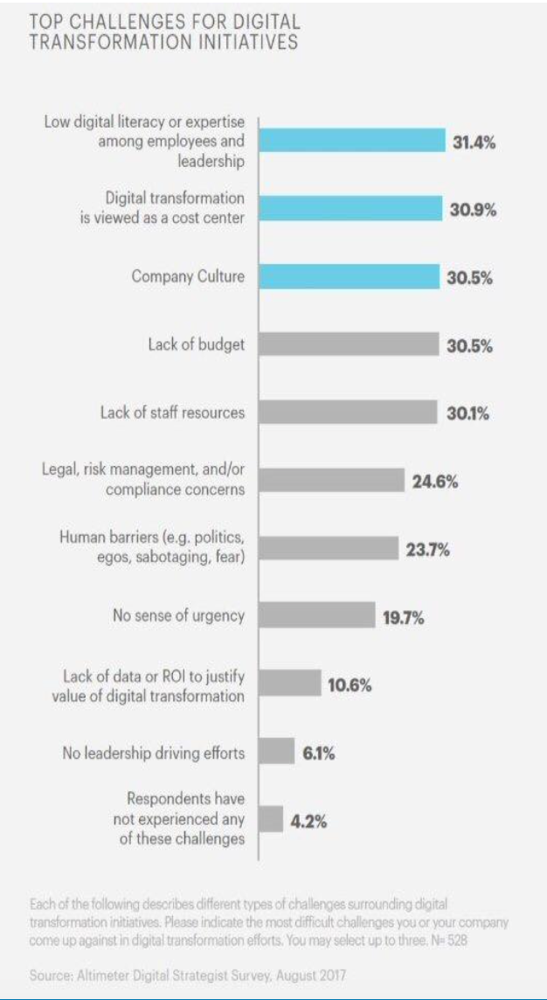 TOP CHALLENGES FOR DIGITAL
TRANSFORMATION INITIATIVES
Low digital literacy or expertise
among employees and
leadership
31.4%
Digital transformation
is viewed as a cost center
30.9%
Company Culture
30.5%
Lack of budget
30.5%
Lack of staff resources
30.1%
Legal, risk management, and/or
compliance concerns
24.6%
Human barriers (e.g. politics,
egos, sabotaging, fear)
23.7%
No sense of urgency
19.7%
Lack of data or ROI to justify
value of digital transformation
10.6%
No leadership driving efforts
6.1%
Respondents have
not experienced any
of these challenges
4.2%
Each of the following describes different types of challenges surrounding digital
transformation initiatives. Please indicate the most difficult challenges you or your company
come up against in digital transformation efforts. You may select up to three. N= 528
Source: Altimeter Digital Strategist Survey, August 2017